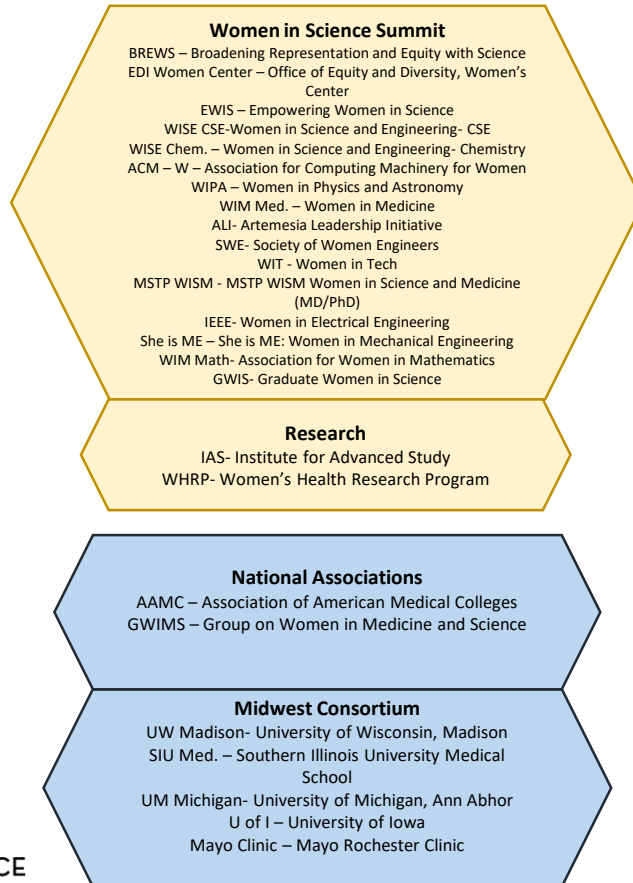 Women in Science Summit
BREWS – Broadening Representation and Equity with Science
EDI Women Center – Office of Equity and Diversity, Women's
Center
EWIS – Empowering Women in Science
WISE CSE-Women in Science and Engineering- CSE
WISE Chem. – Women in Science and Engineering- Chemistry
ACM – W – Association for Computing Machinery for Women
WIPA – Women in Physics and Astronomy
WIM Med. – Women in Medicine
ALI- Artemesia Leadership Initiative
SWE- Society of Women Engineers
WIT - Women in Tech
MSTP WISM - MSTP WISM Women in Science and Medicine
(MD/PhD)
IEEE- Women in Electrical Engineering
She is ME – She is ME: Women in Mechanical Engineering
WIM Math- Association for Women in Mathematics
GWIS- Graduate Women in Science
Research
IAS- Institute for Advanced Study
WHRP- Women's Health Research Program
National Associations
AAMC – Association of American Medical Colleges
GWIMS – Group on Women in Medicine and Science
Midwest Consortium
UW Madison- University of Wisconsin, Madison
SIU Med. – Southern Illinois University Medical
School
UM Michigan- University of Michigan, Ann Abhor
U of I – University of Iowa
Mayo Clinic – Mayo Rochester Clinic
CE